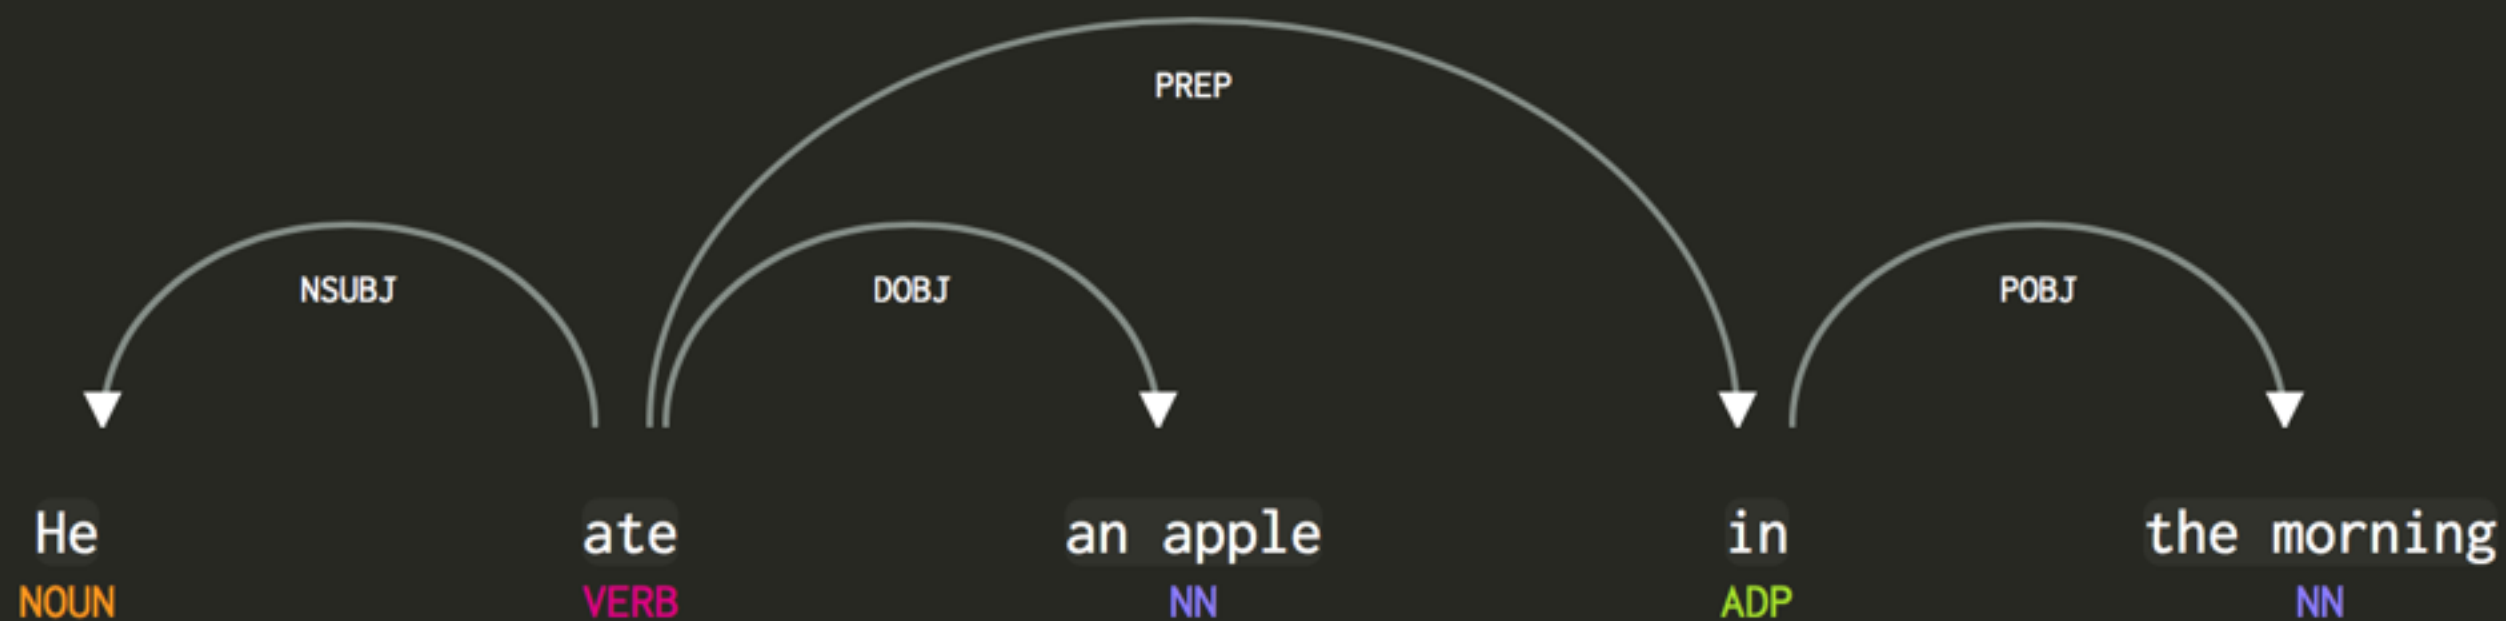 PREP
NSUBJ DOBJ POBJ
He ate an apple in the morning
NOUN VERB NN ADP NN